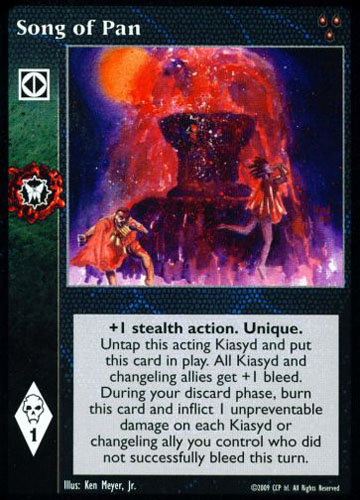 Song of Pan
+1 stealth action. Unique.
Untap this acting Kiasyd and put
this card in play. All Kiasyd and
changeling allies get +1 bleed.
During your discard phase, burn
this card and inflict 1 unpreventable
damage on each Kiasyd or
changeling ally you control who did
not successfully bleed this turn.
1
Illus: Ken Meyer, Jr.
©2009 CCP hf. All Rights Reserved